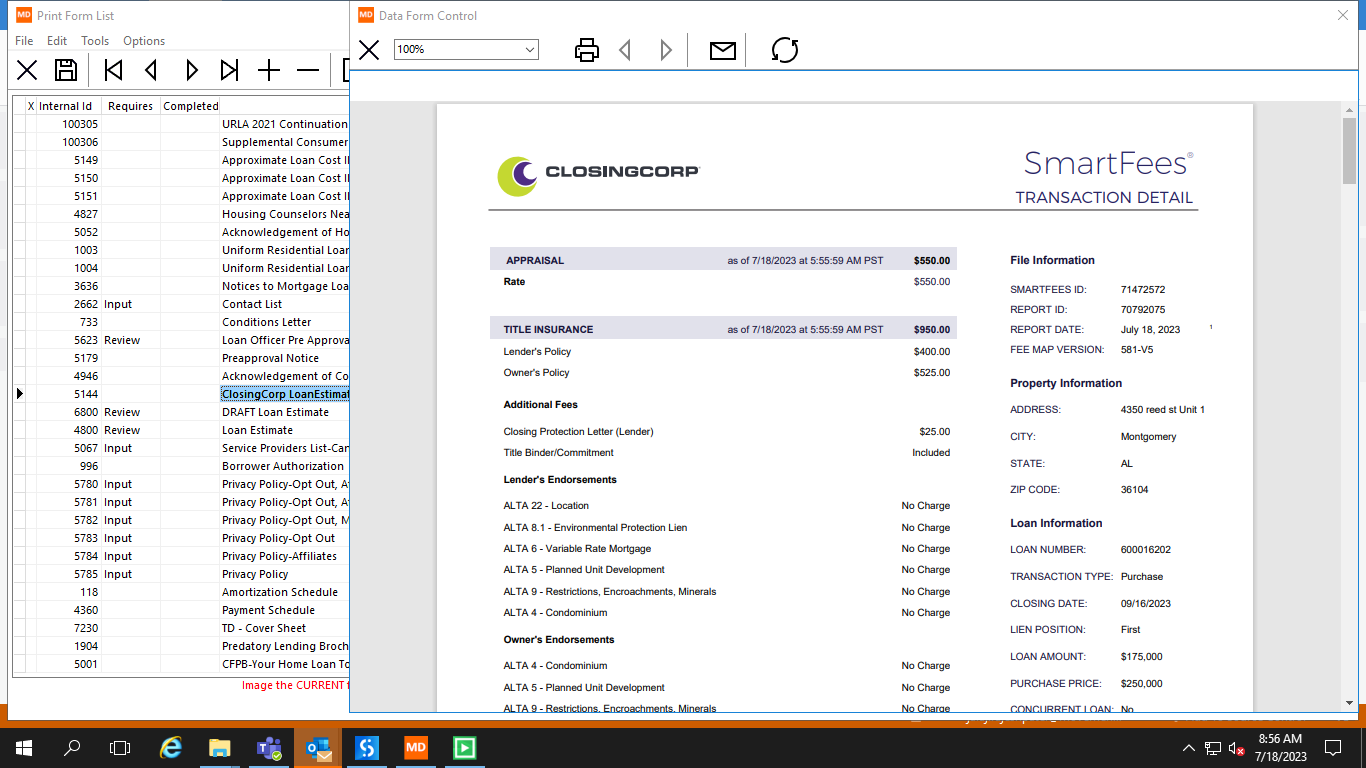 Print Form List
File Edit Tools Options
X Internal Id Requires Completed
100305 URLA 2021 Continuation
100306 Supplemental Consumer
5149 Approximate Loan Cost
5150 Approximate Loan Cost
5151 Approximate Loan Cost
4827 Housing Counselors Nea
5052 Acknowledgement of Ho
1003 Uniform Residential Loan
1004 Uniform Residential Loan
3636 Notices to Mortgage Loa
2662 Input Contact List
733 Conditions Letter
5623 Review Loan Officer Pre Approva
5179 Preapproval Notice
4946 Acknowledgement of Co
5144 ClosingCorp LoanEstimat
6800 Review DRAFT Loan Estimate
4800 Review Loan Estimate
5067 Input Service Providers List-Can
996 Borrower Authorization
5780 Input Privacy Policy-Opt Out, A
5781 Input Privacy Policy-Opt Out, A
5782 Input Privacy Policy-Opt Out, M
5783 Input Privacy Policy-Opt Out
5784 Input Privacy Policy-Affiliates
5785 Input Privacy Policy
118 Amortization Schedule
4360 Payment Schedule
7230 TD - Cover Sheet
1904 Predatory Lending Broch
5001 CFPB-Your Home Loan To
Image the CURRENT f
MD Data Form Control
100%
CLOSINGCORP
SmartFees®
TRANSACTION DETAIL
APPRAISAL as of 7/18/2023 at 5:55:59 AM PST $550.00
Rate $550.00
TITLE INSURANCE as of 7/18/2023 at 5:55:59 AM PST $950.00
Lender's Policy $400.00
Owner's Policy $525.00
Additional Fees
Closing Protection Letter (Lender) $25.00
Title Binder/Commitment Included
Lender's Endorsements
ALTA 22 - Location No Charge
ALTA 8.1 - Environmental Protection Lien No Charge
ALTA 6 - Variable Rate Mortgage No Charge
ALTA 5 - Planned Unit Development No Charge
ALTA 9 - Restrictions, Encroachments, Minerals No Charge
ALTA 4 - Condominium No Charge
Owner's Endorsements
ALTA 4 - Condominium No Charge
ALTA 5 - Planned Unit Development No Charge
ALTA 9 - Restrictions, Encroachments, Minerals No Charge
File Information
SMARTFEES ID: 71472572
REPORT ID: 70792075
REPORT DATE: July 18, 2023 1
FEE MAP VERSION: 581-V5
Property Information
ADDRESS: 4350 reed st Unit 1
CITY: Montgomery
STATE: AL
ZIP CODE: 36104
Loan Information
LOAN NUMBER: 600016202
TRANSACTION TYPE: Purchase
CLOSING DATE: 09/16/2023
LIEN POSITION: First
LOAN AMOUNT: $175,000
PURCHASE PRICE: $250,000
CONCURRENT LOAN: No
MD
8:56 AM
7/18/2023